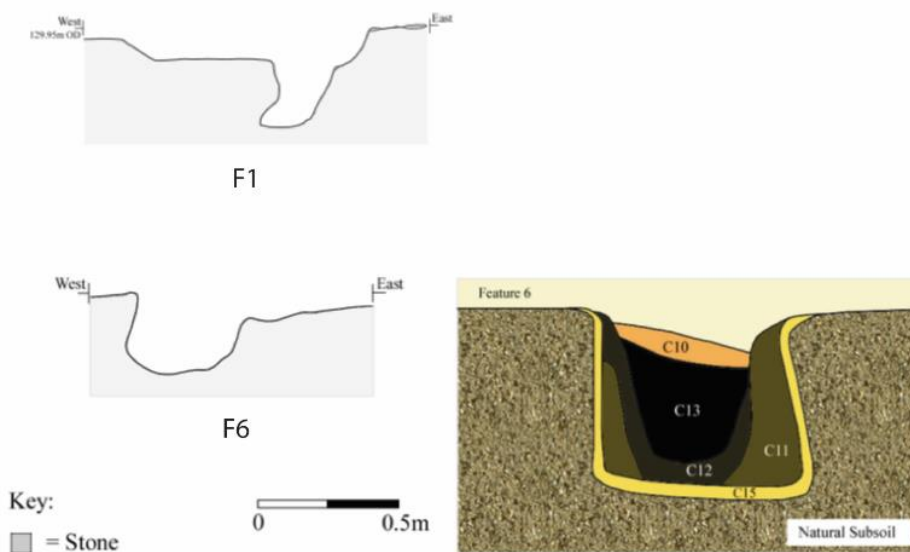 West
129.95m OD
East
F1
West
East
F6
Key:
0 0.5m
= Stone
Feature 6
C10
C13
C11
C12
C15
Natural Subsoil